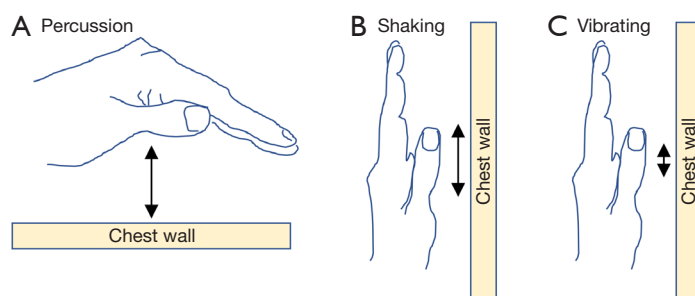 A Percussion
Chest wall
B Shaking
Chest wall
C Vibrating
Chest wall